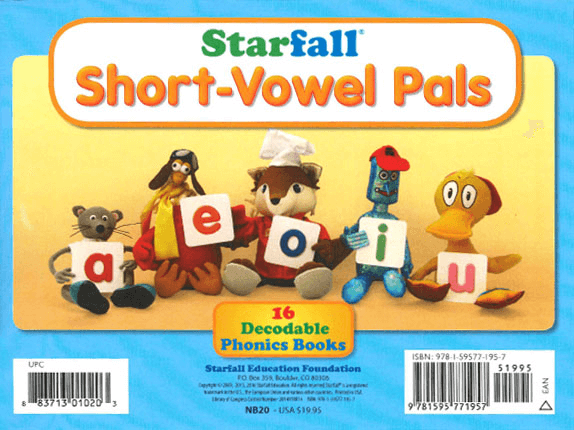 Starfall®
Short-Vowel Pals
a e o i u
16
Decodable
Phonics Books
UPC
8 83713 01020 3
Starfall Education Foundation
P.O. Box 359, Boulder, CO 80306
NB20 - USA $19.95
ISBN: 978-1-59577-195-7
51995
9 781595 771957
EAN